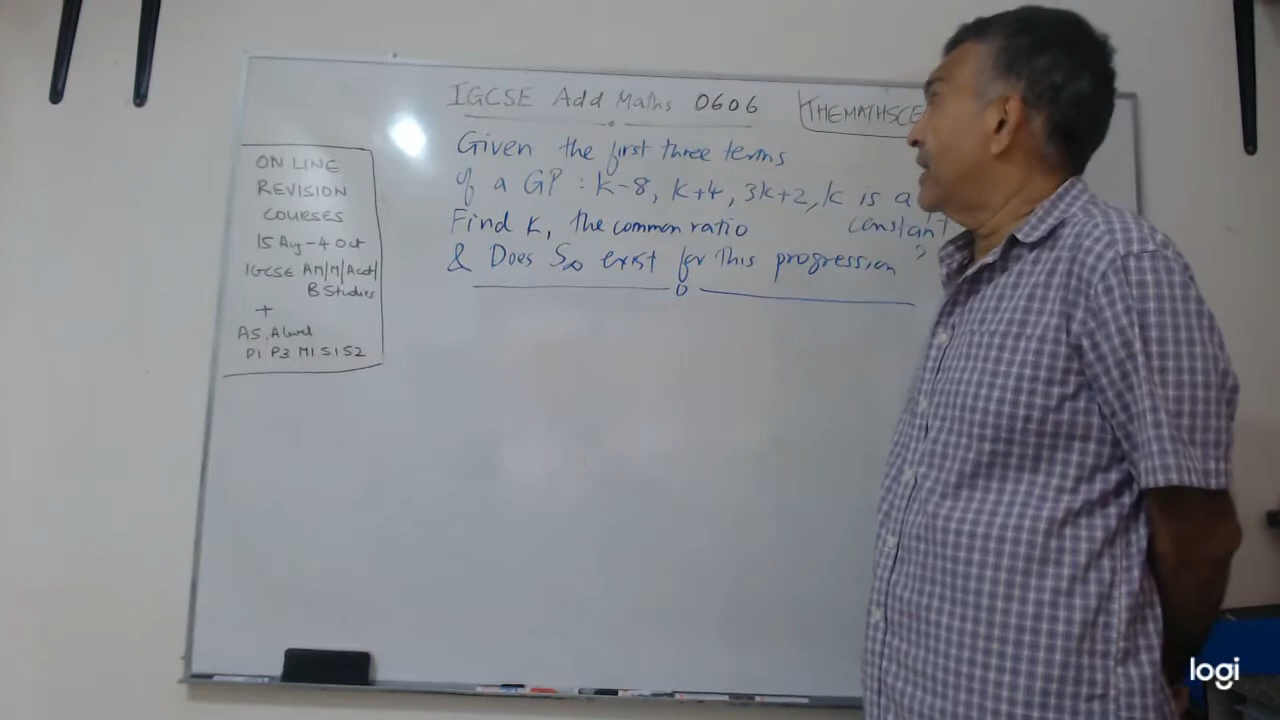 IGCSE Add Maths 0606
THEMATHSCE
Given the first three terms
of a GP : k-8, k+4, 3k+2, k is a
constant
Find k, the common ratio
& Does S∞ exist for this progression ?
ON LINE
REVISION
COURSES
15 Aug - 4 Oct
IGCSE AM/M/Acct/
B Studies
+
AS, A Level
P1 P3 M1 S1 S2
logi